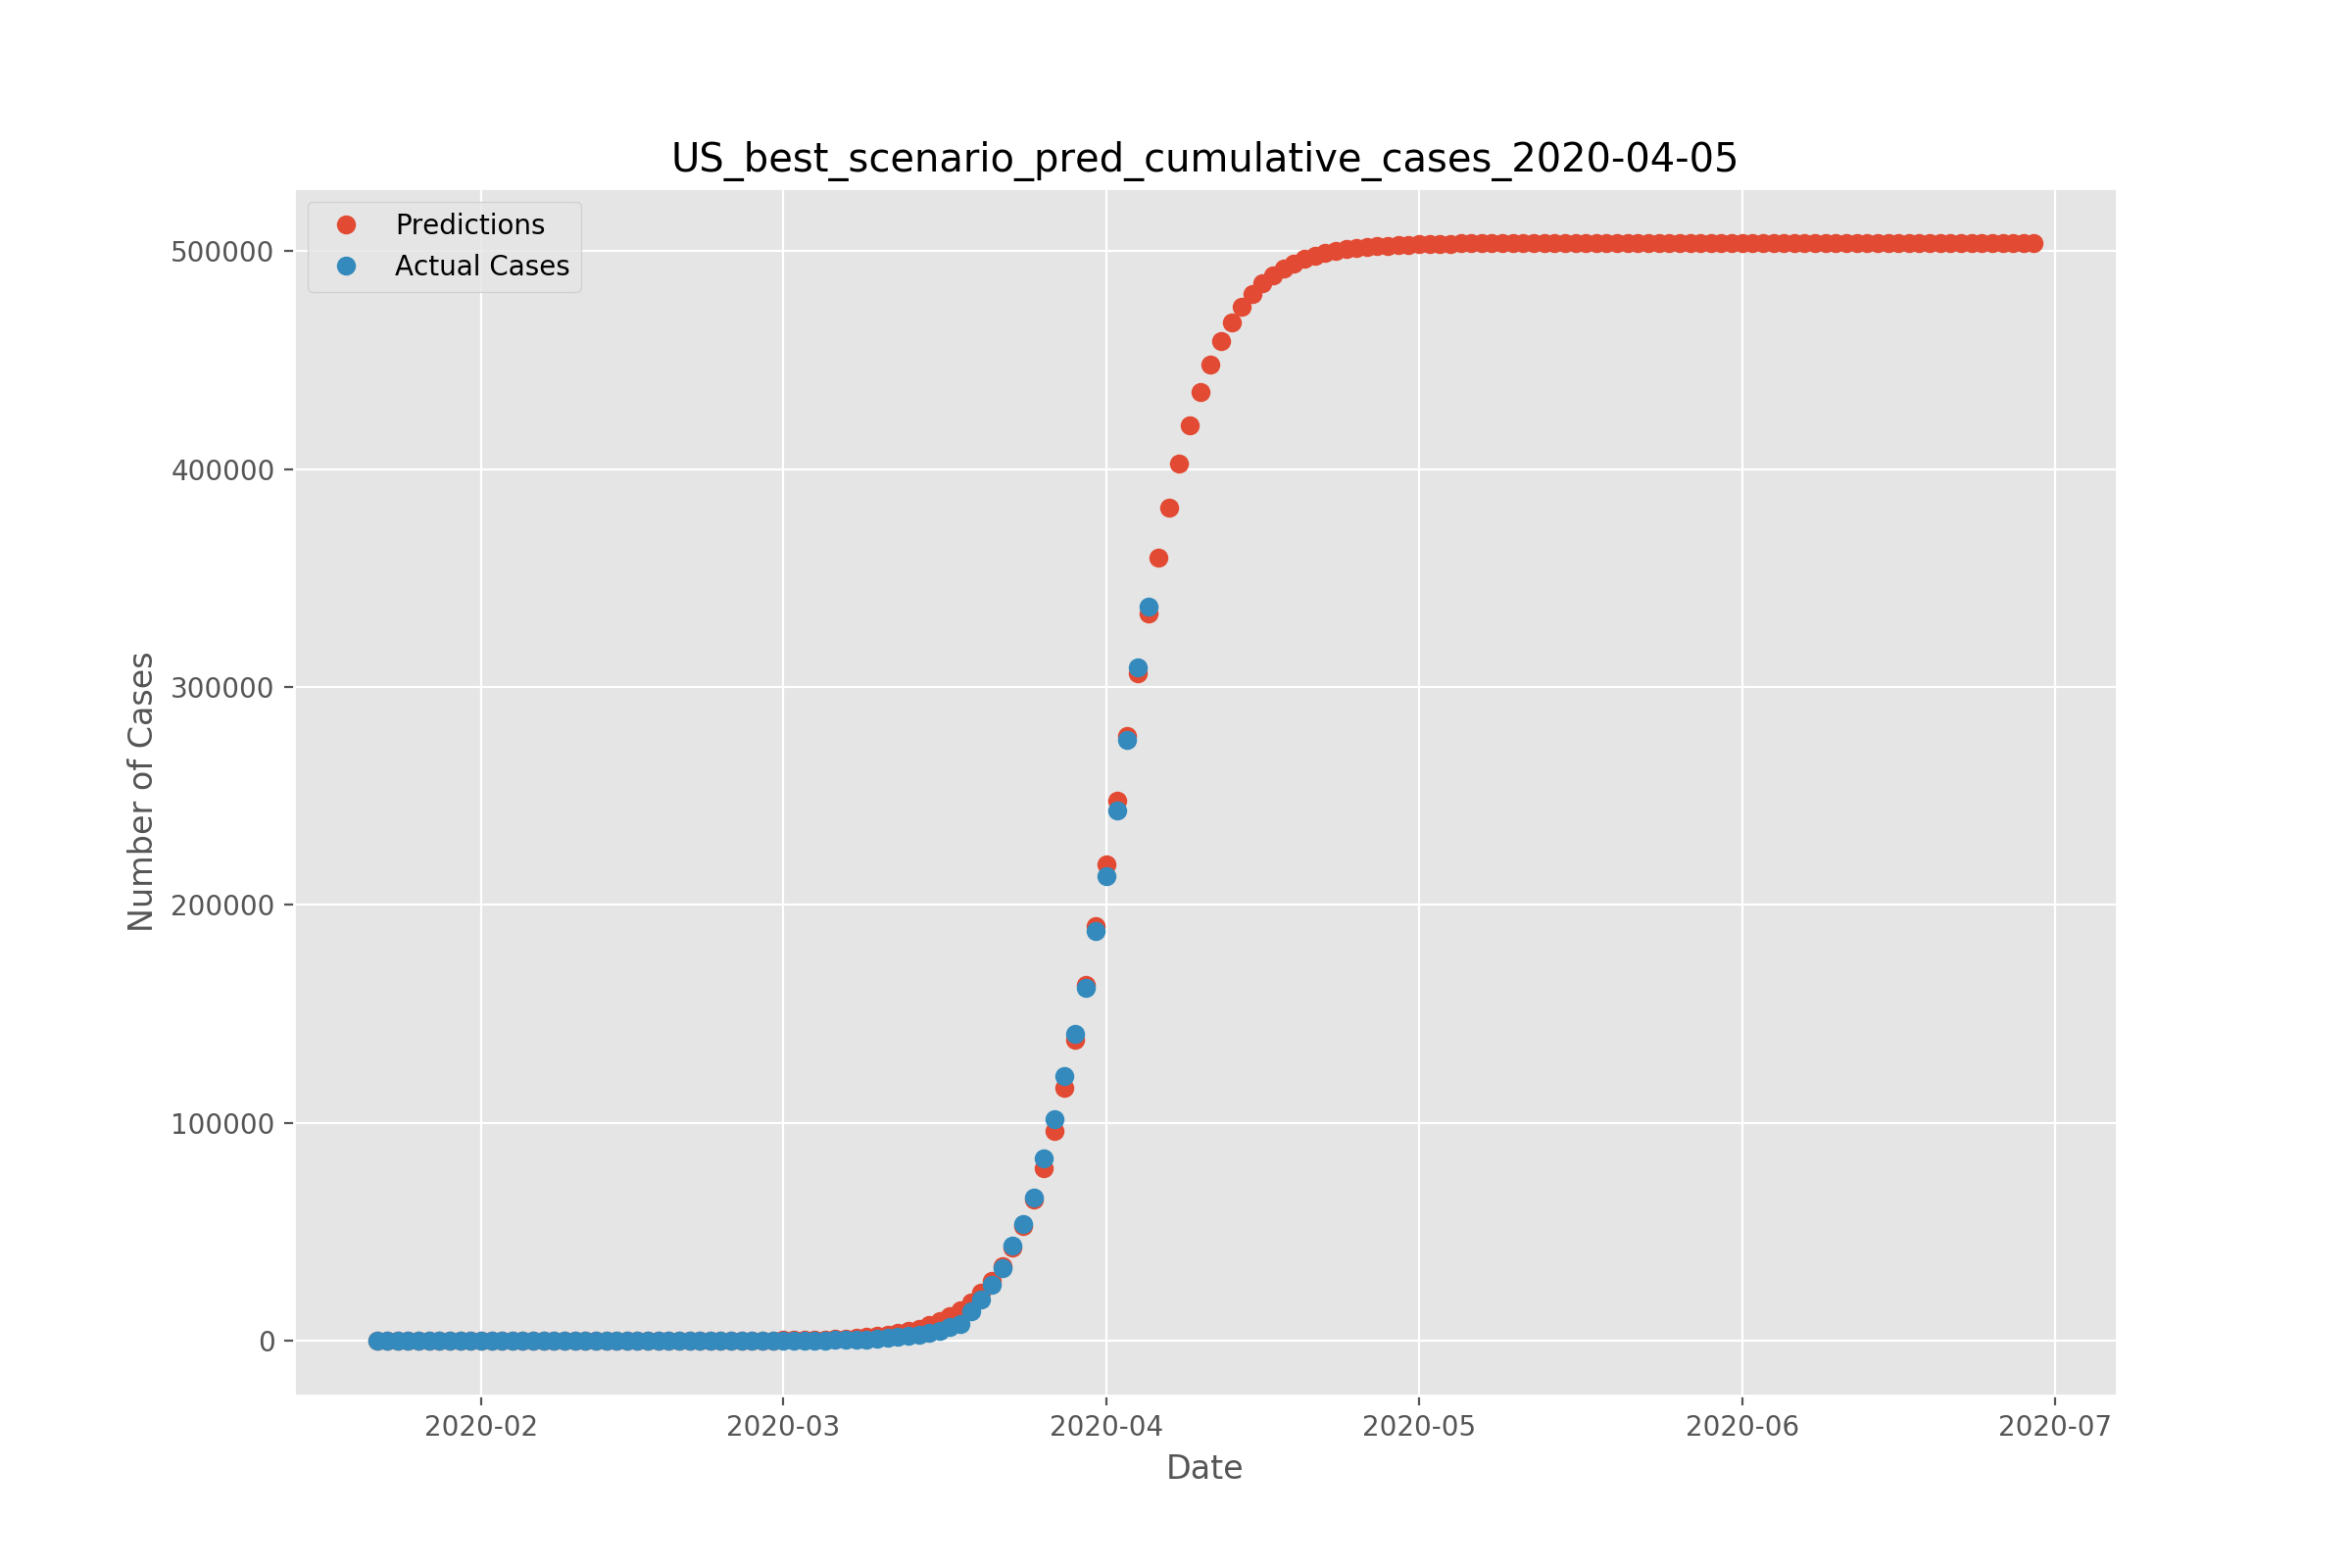 US_best_scenario_pred_cumulative_cases_2020-04-05
Predictions
Actual Cases
500000
400000
300000
200000
100000
0
Number of Cases
2020-02 2020-03 2020-04 2020-05 2020-06 2020-07
Date